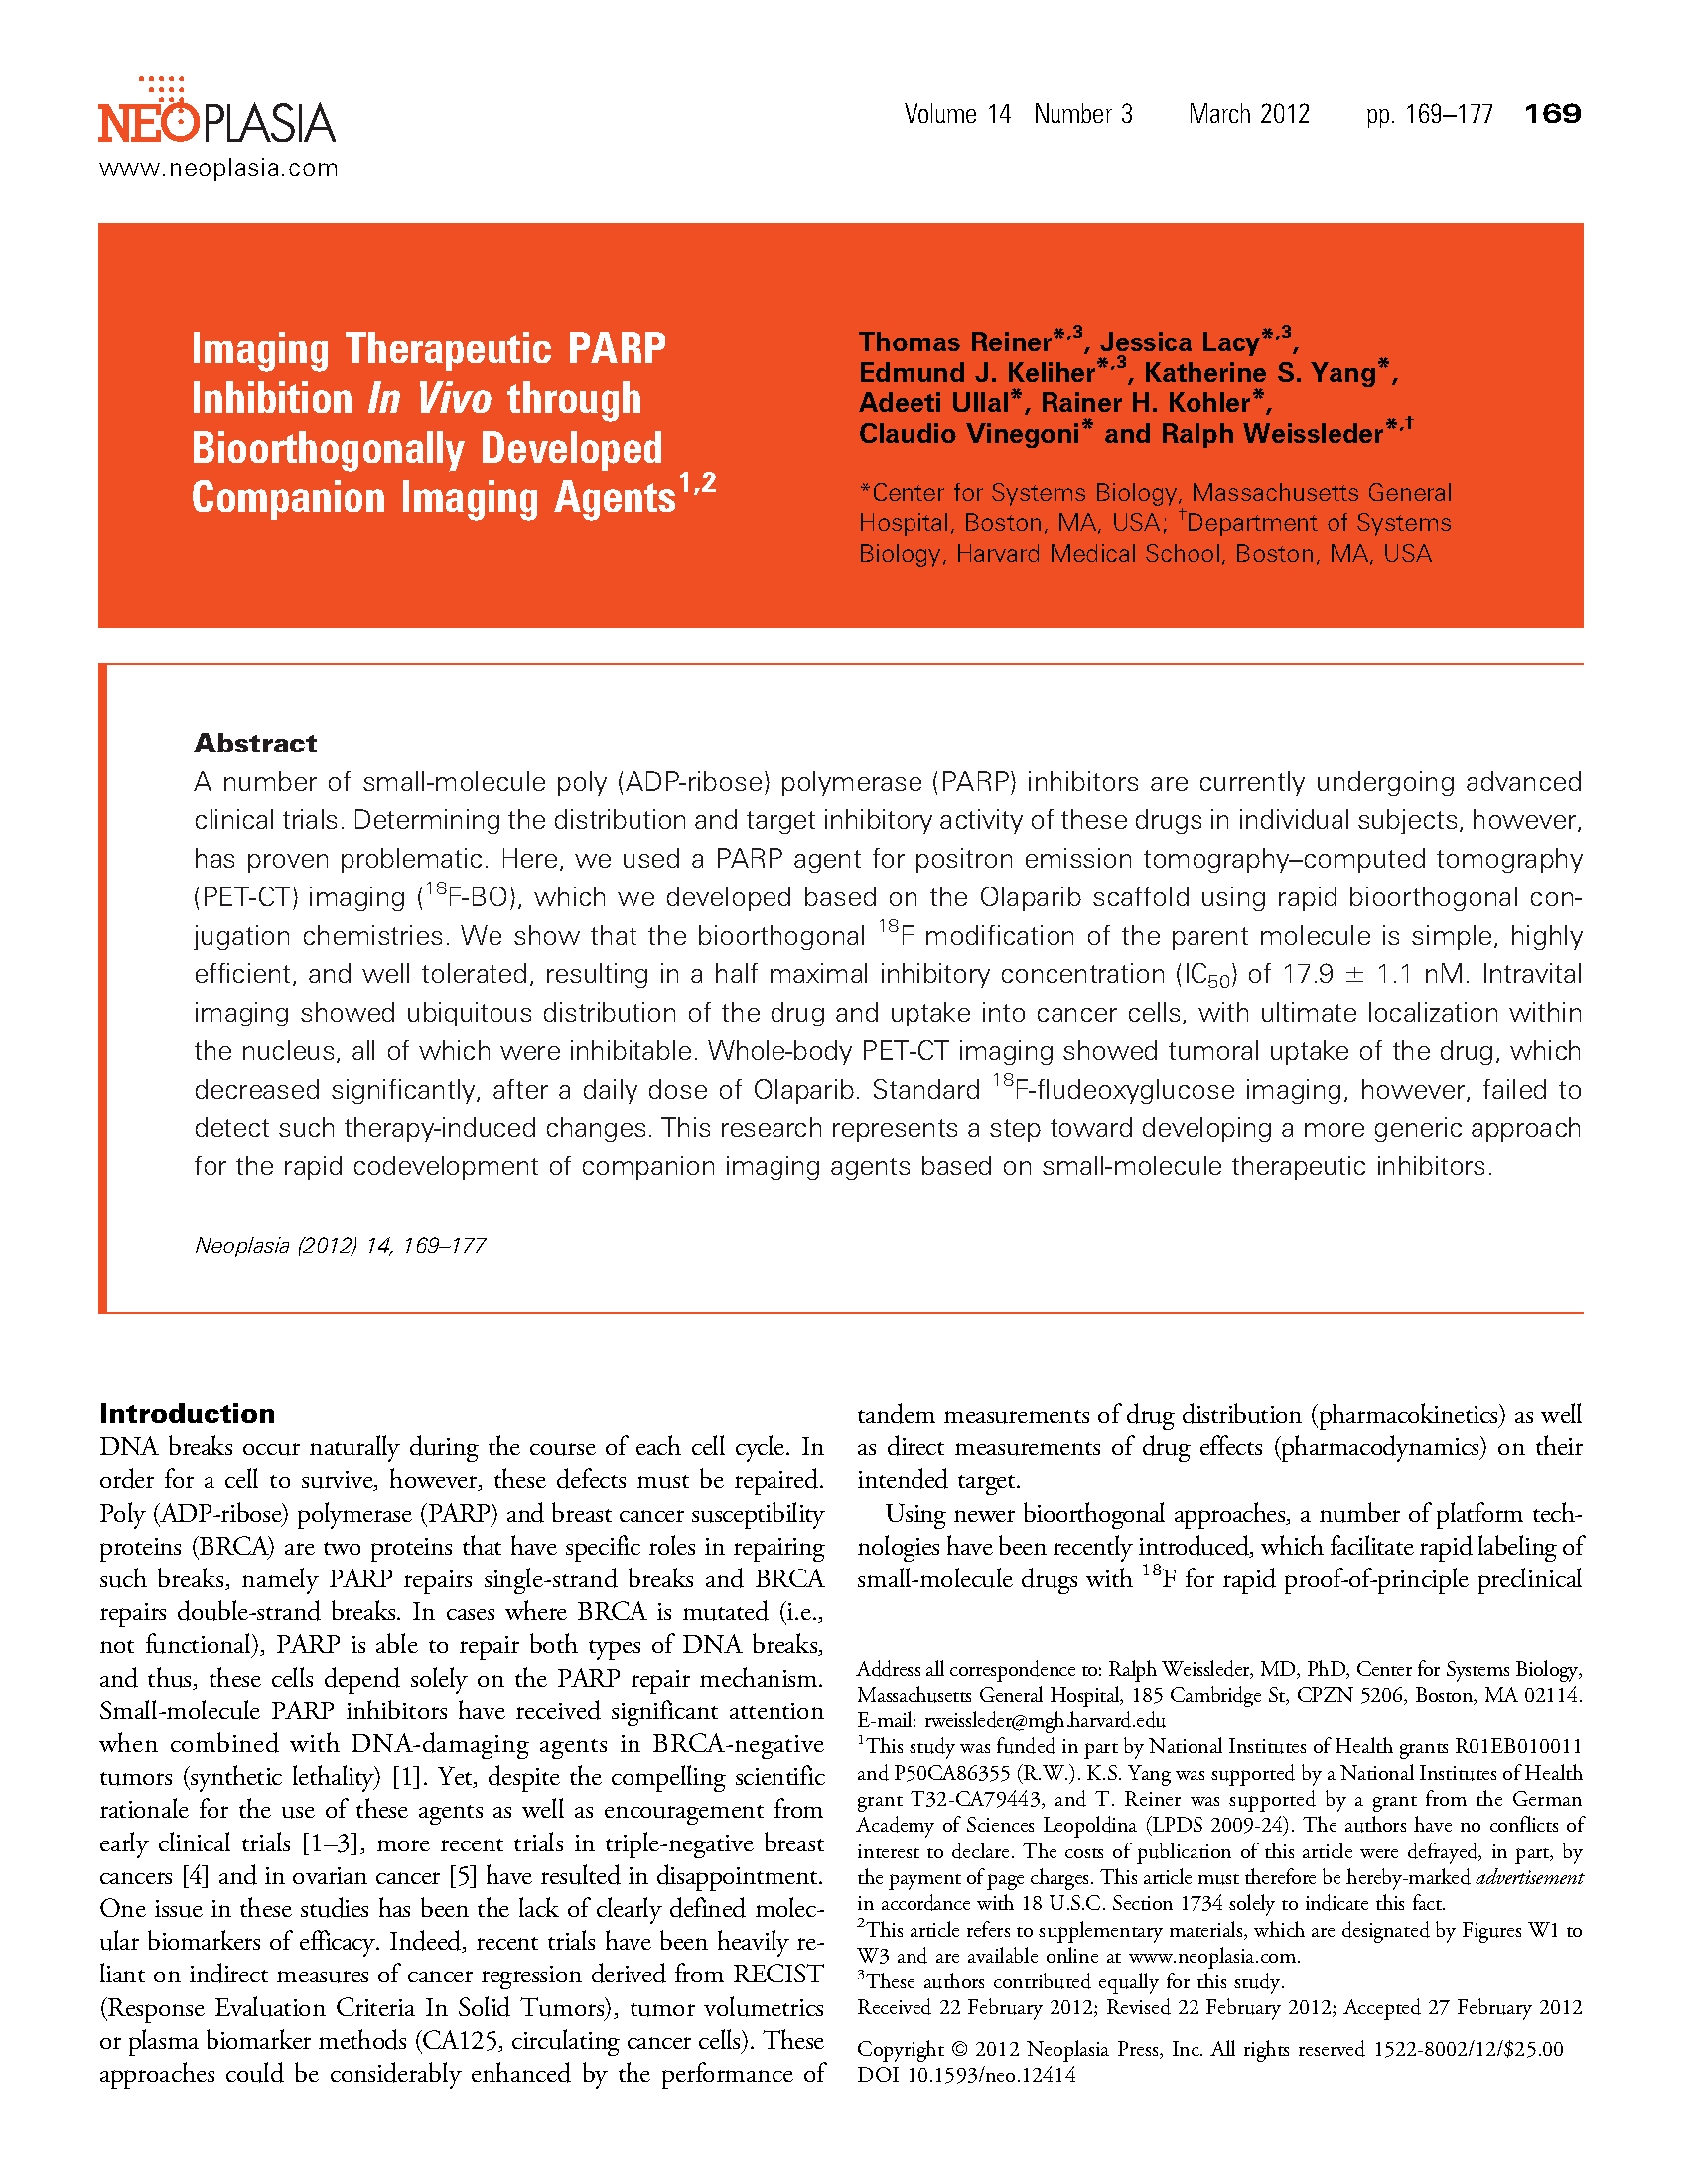 NEOPLASIA
www.neoplasia.com
Volume 14 Number 3 March 2012 pp. 169–177 169
Imaging Therapeutic PARP
Inhibition In Vivo through
Bioorthogonally Developed
Companion Imaging Agents1,2
Thomas Reiner*,3, Jessica Lacy*,3,
Edmund J. Keliher*,3, Katherine S. Yang*,
Adeeti Ullal*, Rainer H. Kohler*,
Claudio Vinegoni* and Ralph Weissleder*,†
*Center for Systems Biology, Massachusetts General
Hospital, Boston, MA, USA; †Department of Systems
Biology, Harvard Medical School, Boston, MA, USA
Abstract
A number of small-molecule poly (ADP-ribose) polymerase (PARP) inhibitors are currently undergoing advanced
clinical trials. Determining the distribution and target inhibitory activity of these drugs in individual subjects, however,
has proven problematic. Here, we used a PARP agent for positron emission tomography–computed tomography
(PET-CT) imaging (18F-BO), which we developed based on the Olaparib scaffold using rapid bioorthogonal con-
jugation chemistries. We show that the bioorthogonal 18F modification of the parent molecule is simple, highly
efficient, and well tolerated, resulting in a half maximal inhibitory concentration (IC50) of 17.9 ± 1.1 nM. Intravital
imaging showed ubiquitous distribution of the drug and uptake into cancer cells, with ultimate localization within
the nucleus, all of which were inhibitable. Whole-body PET-CT imaging showed tumoral uptake of the drug, which
decreased significantly, after a daily dose of Olaparib. Standard 18F-fludeoxyglucose imaging, however, failed to
detect such therapy-induced changes. This research represents a step toward developing a more generic approach
for the rapid codevelopment of companion imaging agents based on small-molecule therapeutic inhibitors.
Neoplasia (2012) 14, 169–177
Introduction
DNA breaks occur naturally during the course of each cell cycle. In
order for a cell to survive, however, these defects must be repaired.
Poly (ADP-ribose) polymerase (PARP) and breast cancer susceptibility
proteins (BRCA) are two proteins that have specific roles in repairing
such breaks, namely PARP repairs single-strand breaks and BRCA
repairs double-strand breaks. In cases where BRCA is mutated (i.e.,
not functional), PARP is able to repair both types of DNA breaks,
and thus, these cells depend solely on the PARP repair mechanism.
Small-molecule PARP inhibitors have received significant attention
when combined with DNA-damaging agents in BRCA-negative
tumors (synthetic lethality) [1]. Yet, despite the compelling scientific
rationale for the use of these agents as well as encouragement from
early clinical trials [1–3], more recent trials in triple-negative breast
cancers [4] and in ovarian cancer [5] have resulted in disappointment.
One issue in these studies has been the lack of clearly defined molec-
ular biomarkers of efficacy. Indeed, recent trials have been heavily re-
liant on indirect measures of cancer regression derived from RECIST
(Response Evaluation Criteria In Solid Tumors), tumor volumetrics
or plasma biomarker methods (CA125, circulating cancer cells). These
approaches could be considerably enhanced by the performance of
tandem measurements of drug distribution (pharmacokinetics) as well
as direct measurements of drug effects (pharmacodynamics) on their
intended target.
Using newer bioorthogonal approaches, a number of platform tech-
nologies have been recently introduced, which facilitate rapid labeling of
small-molecule drugs with 18F for rapid proof-of-principle preclinical
Address all correspondence to: Ralph Weissleder, MD, PhD, Center for Systems Biology,
Massachusetts General Hospital, 185 Cambridge St, CPZN 5206, Boston, MA 02114.
E-mail: rweissleder@mgh.harvard.edu
1This study was funded in part by National Institutes of Health grants R01EB010011
and P50CA86355 (R.W.). K.S. Yang was supported by a National Institutes of Health
grant T32-CA79443, and T. Reiner was supported by a grant from the German
Academy of Sciences Leopoldina (LPDS 2009-24). The authors have no conflicts of
interest to declare. The costs of publication of this article were defrayed, in part, by
the payment of page charges. This article must therefore be hereby-marked advertisement
in accordance with 18 U.S.C. Section 1734 solely to indicate this fact.
2This article refers to supplementary materials, which are designated by Figures W1 to
W3 and are available online at www.neoplasia.com.
3These authors contributed equally for this study.
Received 22 February 2012; Revised 22 February 2012; Accepted 27 February 2012
Copyright © 2012 Neoplasia Press, Inc. All rights reserved 1522-8002/12/$25.00
DOI 10.1593/neo.12414